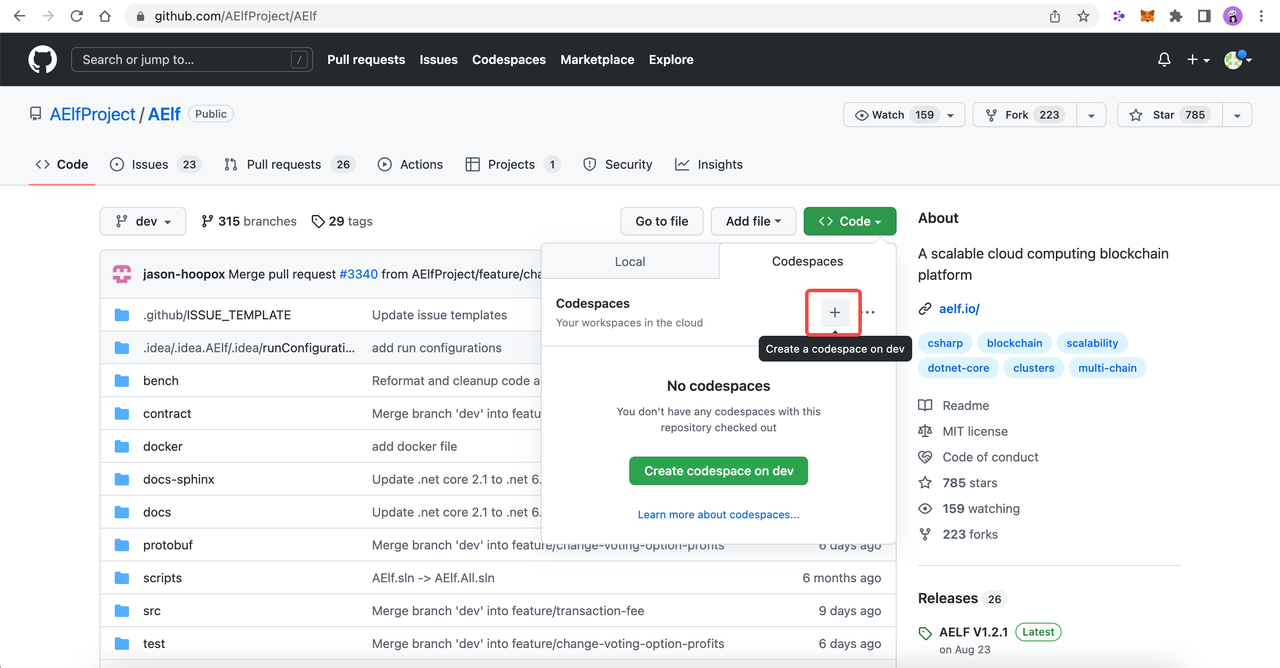 github.com/AElfProject/AElf
Search or jump to... / Pull requests Issues Codespaces Marketplace Explore
AElfProject / AElf Public Watch 159 Fork 223 Star 785
Code Issues 23 Pull requests 26 Actions Projects 1 Security Insights
dev 315 branches 29 tags Go to file Add file Code
jason-hoopox Merge pull request #3340 from AElfProject/feature/cha
.github/ISSUE_TEMPLATE Update issue templates
.idea/.idea.AElf/.idea/runConfigurati... add run configurations
bench Reformat and cleanup code a
contract Merge branch 'dev' into featu
docker add docker file
docs-sphinx Update .net core 2.1 to .net 6.
docs Update .net core 2.1 to .net 6.
protobuf Merge branch 'dev' into feature/change-voting-option-profits 6 days ago
scripts AElf.sln -> AElf.All.sln 6 months ago
src Merge branch 'dev' into feature/transaction-fee 9 days ago
test Merge branch 'dev' into feature/change-voting-option-profits 6 days ago
Local Codespaces
Codespaces
Your workspaces in the cloud
Create a codespace on dev
No codespaces
You don't have any codespaces with this
repository checked out
Create codespace on dev
Learn more about codespaces...
About
A scalable cloud computing blockchain
platform
aelf.io/
csharp blockchain scalability
dotnet-core clusters multi-chain
Readme
MIT license
Code of conduct
785 stars
159 watching
223 forks
Releases 26
AELF V1.2.1 Latest
on Aug 23